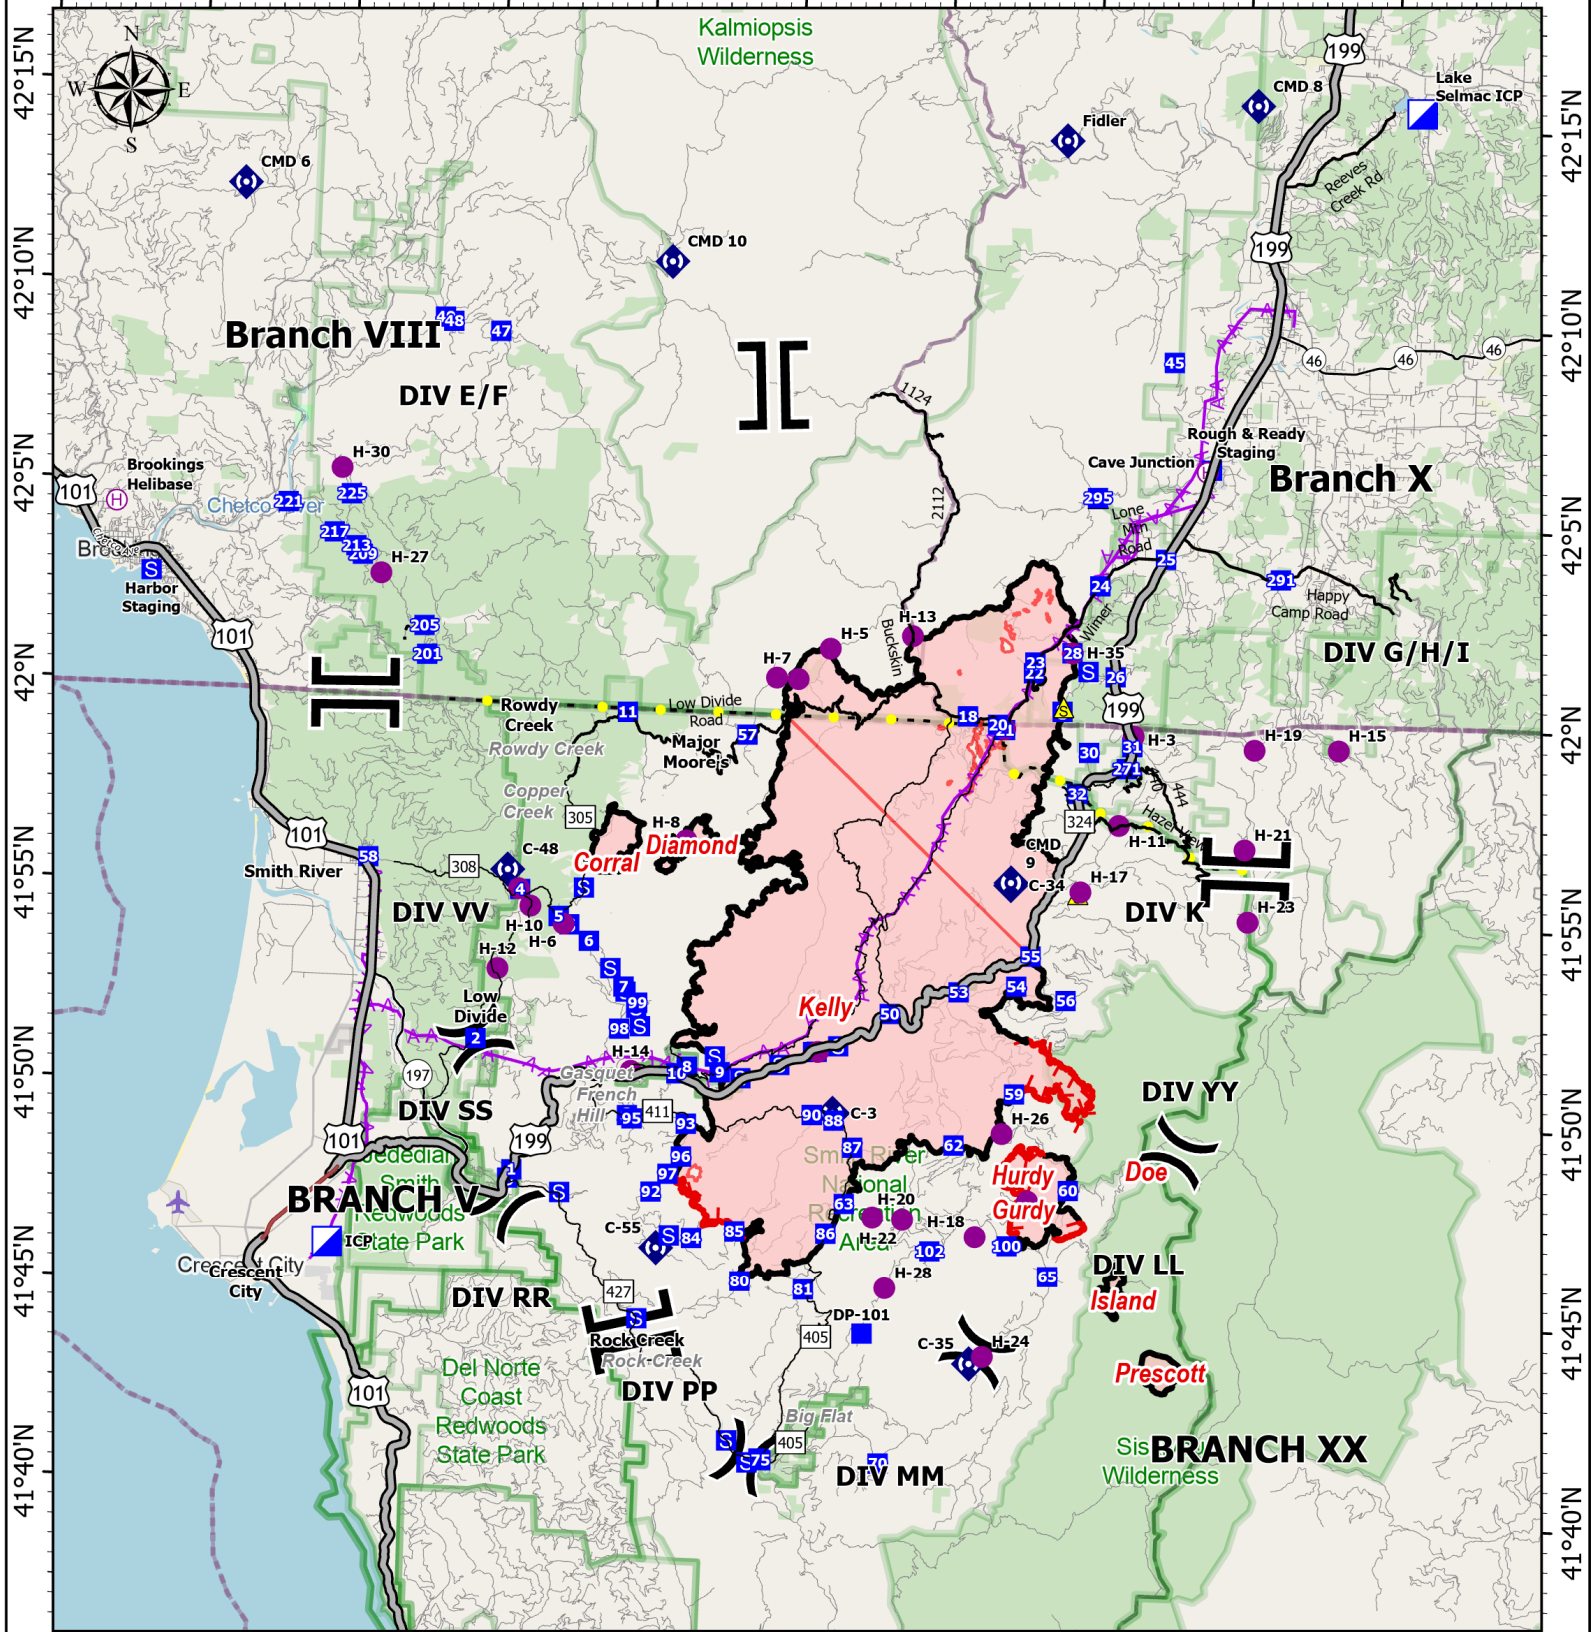 Kalmiopsis
Wilderness
N
W
E
S
199
CMD 8
Lake
Selmac ICP
42°15'N
42°15'N
Fidler
CMD 6
Reeves
Creek Rd
CMD 10
199
42°10'N
42°10'N
48
47
Branch VIII
46
46
46
45
DIV E/F
1124
Rough & Ready
Staging
H-30
Brookings
Helibase
H
Cave Junction
Branch X
42°5'N
42°5'N
101
225
221
Chetco River
295
2112
Lone
Mtn
Road
217
213
209
H-27
25
S
Harbor
Staging
24
291
Happy
Camp Road
Wimer
205
201
101
H-13
H-5
Buckskin
H-7
28
H-35
23
22
S
26
DIV G/H/I
42°N
42°N
Rowdy
Creek
11
Low Divide
Road
18
20
21
S
199
57
Rowdy Creek
Major
Moore's
H-3
31
30
H-19
H-15
271
Copper
Creek
32
444
305
H-8
324
Hazel View
101
Diamond
Corral
H-11
H-21
C-48
CMD
9
58
308
Smith River
C-34
H-17
41°55'N
41°55'N
4
S
DIV VV
H-10
5
H-6
6
DIV K
H-23
H-12
S
55
7
99
54
53
56
Low
Divide
Kelly
50
98
S
2
41°50'N
41°50'N
H-14
S
8
10
9
Gasquet
French
Hill
197
DIV SS
411
95
93
90
88
C-3
59
DIV YY
H-26
101
199
96
87
62
Jedediah
Smith
Redwoods
State Park
Smith River
National
Recreation
Area
1
97
92
S
Hurdy
Gurdy
Doe
60
BRANCH V
63
H-20
H-22
H-18
ICP
C-55
S
84
85
86
102
100
41°45'N
41°45'N
Crescent City
Crescent
City
DIV LL
Island
65
80
81
H-28
DIV RR
427
S
Rock Creek
Rock Creek
DP-101
405
C-35
H-24
Del Norte
Coast
Redwoods
State Park
101
DIV PP
Prescott
Big Flat
405
S
S
75
70
DIV MM
BRANCH XX
Wilderness
41°40'N
41°40'N